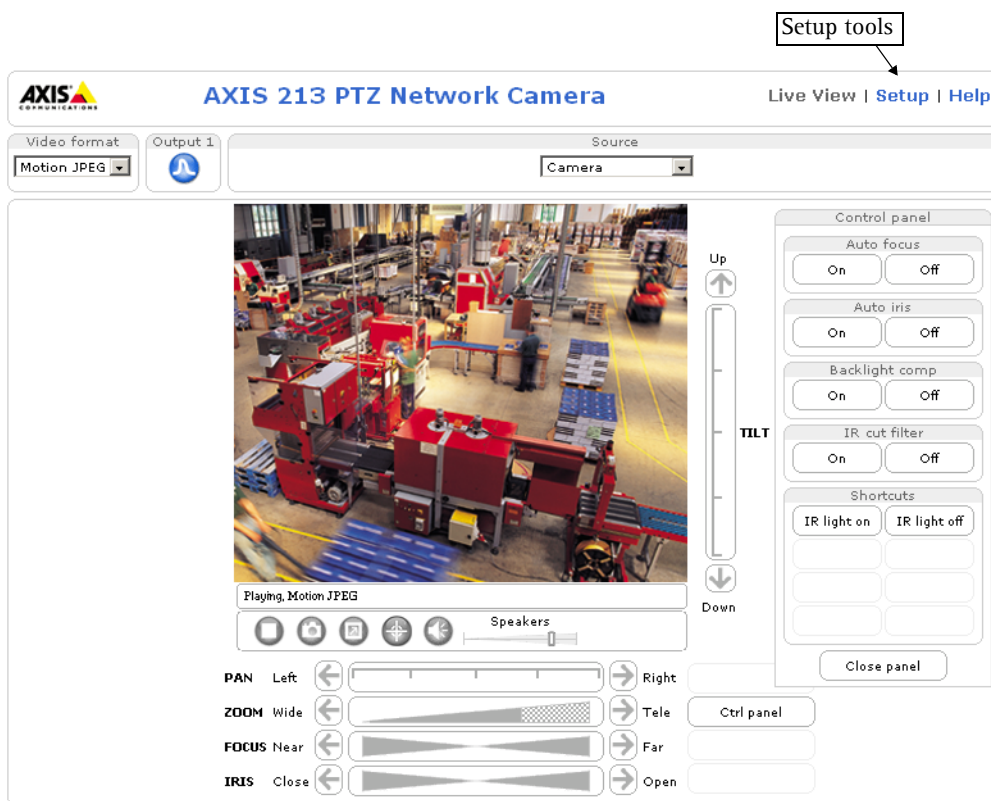 Setup tools
AXIS
COMMUNICATIONS
AXIS 213 PTZ Network Camera
Live View | Setup | Help
Video format
Motion JPEG
Output 1
Source
Camera
Control panel
Auto focus
On Off
Auto iris
On Off
Backlight comp
On Off
IR cut filter
On Off
Shortcuts
IR light on IR light off
Close panel
Up
TILT
Down
Playing, Motion JPEG
Speakers
PAN Left Right
ZOOM Wide Tele Ctrl panel
FOCUS Near Far
IRIS Close Open